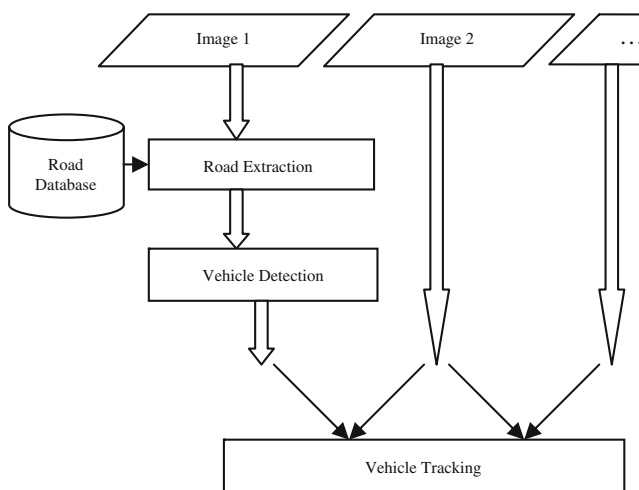 Image 1
Image 2
...
Road
Database
Road Extraction
Vehicle Detection
Vehicle Tracking